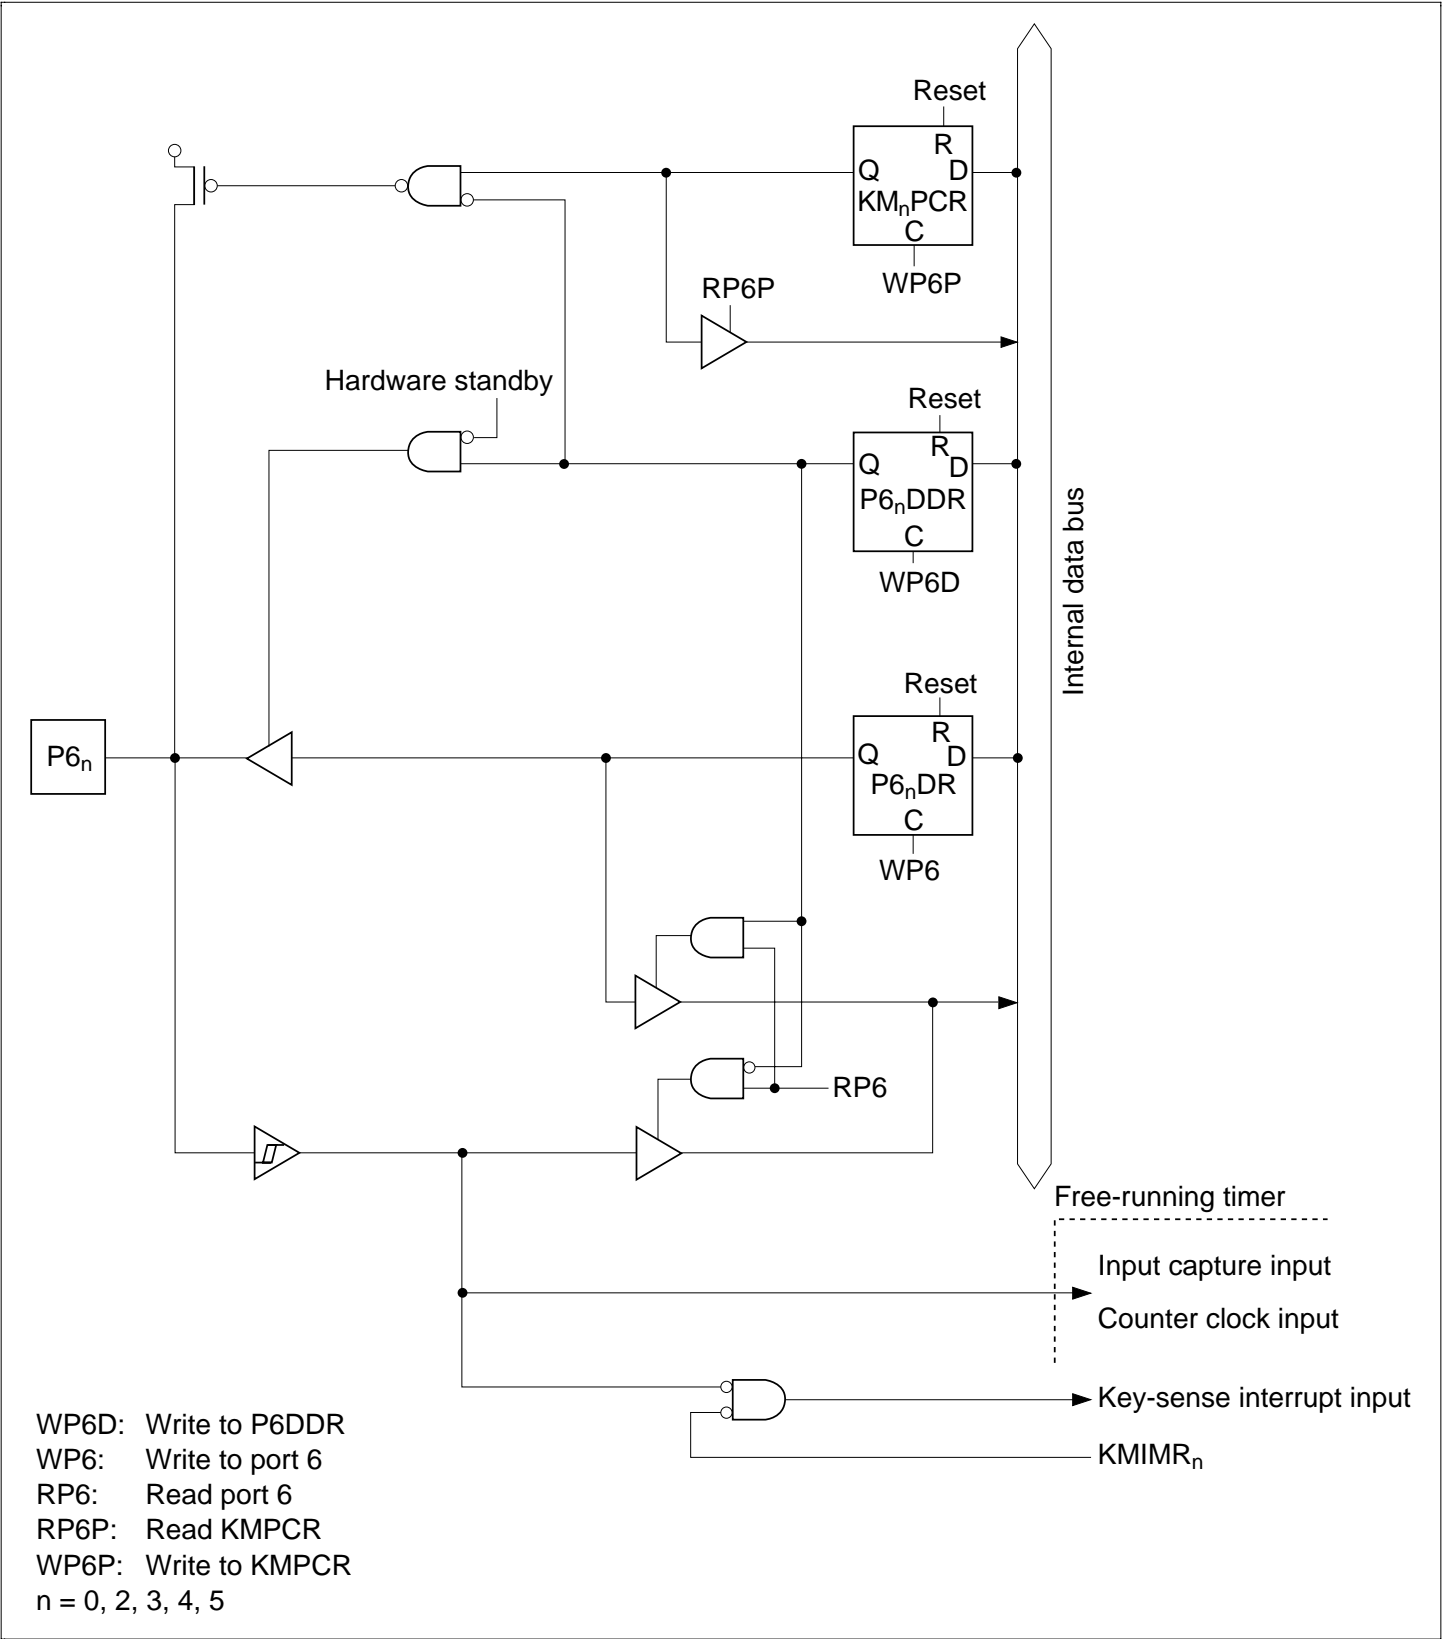 Reset
R
Q D
KMnPCR
C
WP6P
RP6P
Hardware standby
Reset
R
Q D
P6nDDR
C
WP6D
Internal data bus
Reset
R
P6n
Q D
P6nDR
C
WP6
RP6
Free-running timer
Input capture input
Counter clock input
Key-sense interrupt input
KMIMRn
WP6D: Write to P6DDR
WP6: Write to port 6
RP6: Read port 6
RP6P: Read KMPCR
WP6P: Write to KMPCR
n = 0, 2, 3, 4, 5